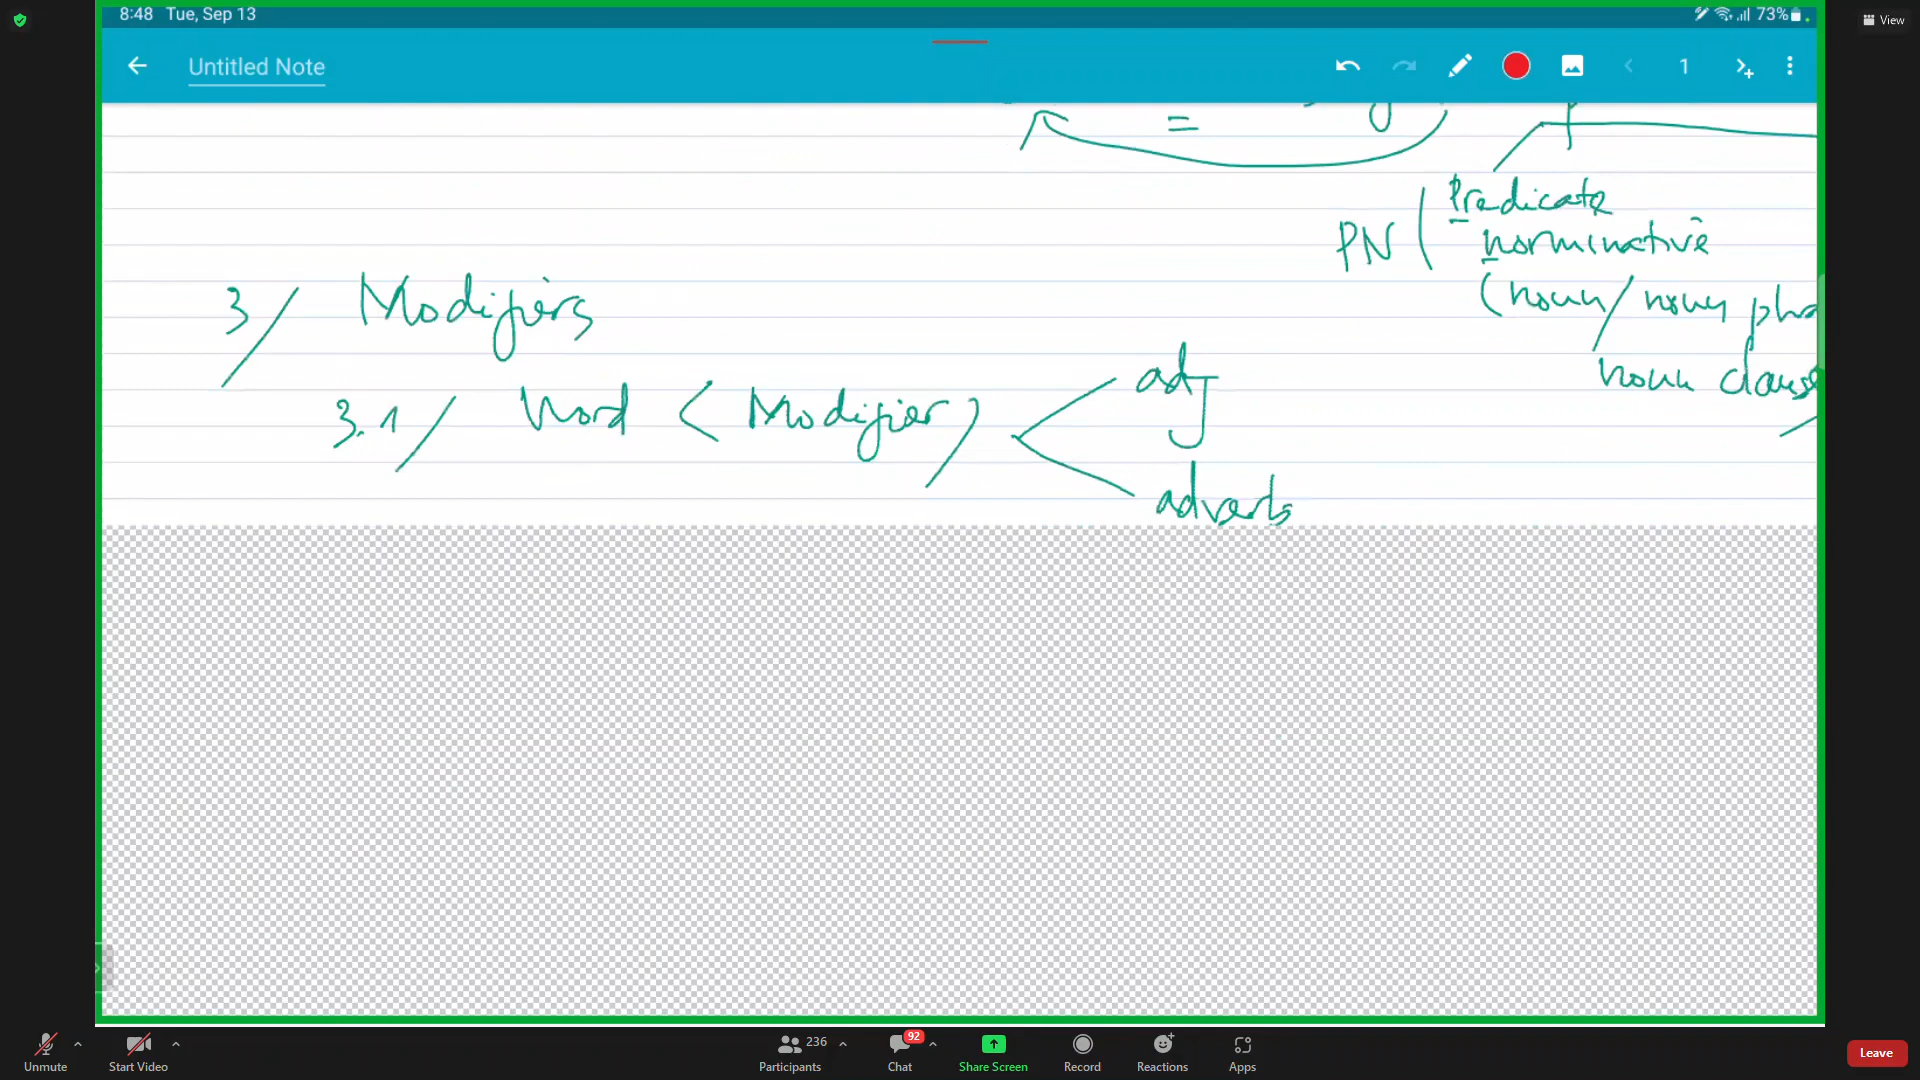 8:48 Tue, Sep 13
73%
View
Untitled Note
1
=
PN
Predicate
norminative
(noun/noun phra
noun clause
3/ Modifiers
3.1/ Word (Modifier)
adj
adverbs
Unmute
Start Video
236
Participants
92
Chat
Share Screen
Record
Reactions
Apps
Leave